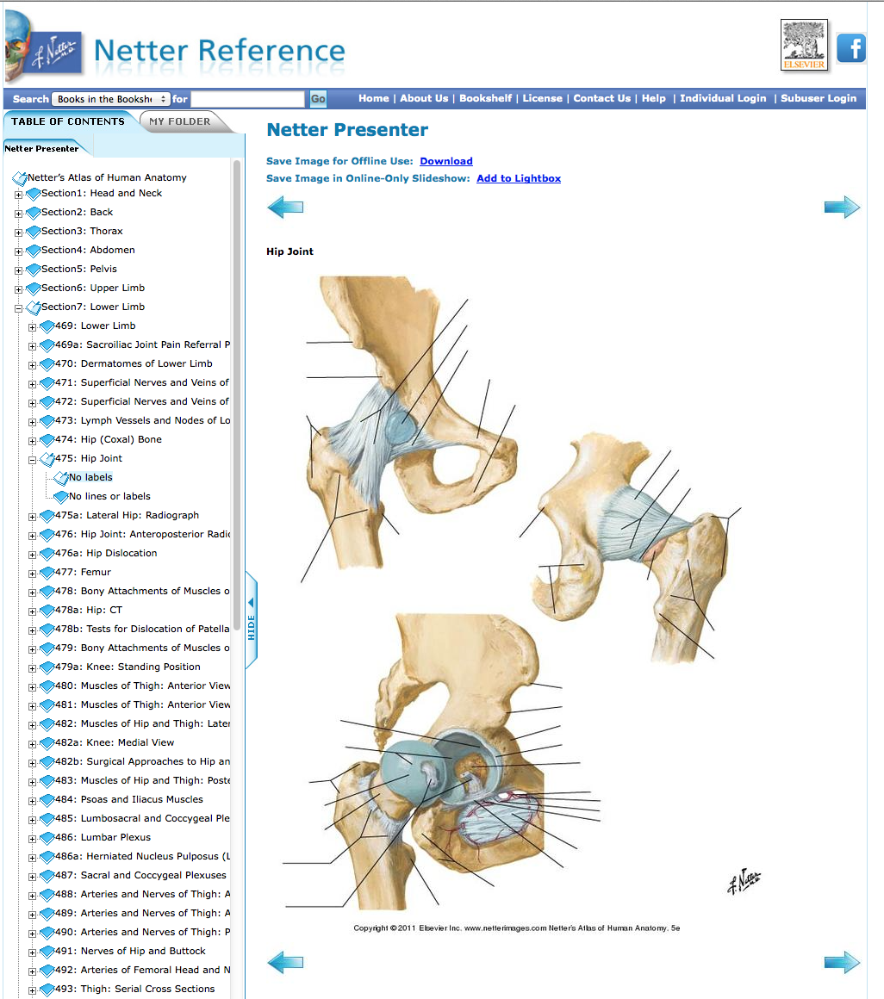 F. Netter M.D.
Netter Reference
ELSEVIER
f
Search Books in the Booksh for Go
Home | About Us | Bookshelf | License | Contact Us | Help | Individual Login | Subuser Login
TABLE OF CONTENTS
MY FOLDER
Netter Presenter
Netter's Atlas of Human Anatomy
Section1: Head and Neck
Section2: Back
Section3: Thorax
Section4: Abdomen
Section5: Pelvis
Section6: Upper Limb
Section7: Lower Limb
469: Lower Limb
469a: Sacroiliac Joint Pain Referral P
470: Dermatomes of Lower Limb
471: Superficial Nerves and Veins of
472: Superficial Nerves and Veins of
473: Lymph Vessels and Nodes of Lo
474: Hip (Coxal) Bone
475: Hip Joint
No labels
No lines or labels
475a: Lateral Hip: Radiograph
476: Hip Joint: Anteroposterior Radio
476a: Hip Dislocation
477: Femur
478: Bony Attachments of Muscles o
478a: Hip: CT
478b: Tests for Dislocation of Patella
479: Bony Attachments of Muscles o
479a: Knee: Standing Position
480: Muscles of Thigh: Anterior View
481: Muscles of Thigh: Anterior View
482: Muscles of Hip and Thigh: Later
482a: Knee: Medial View
482b: Surgical Approaches to Hip an
483: Muscles of Hip and Thigh: Poste
484: Psoas and Iliacus Muscles
485: Lumbosacral and Coccygeal Ple
486: Lumbar Plexus
486a: Herniated Nucleus Pulposus (L
487: Sacral and Coccygeal Plexuses
488: Arteries and Nerves of Thigh: A
489: Arteries and Nerves of Thigh: A
490: Arteries and Nerves of Thigh: P
491: Nerves of Hip and Buttock
492: Arteries of Femoral Head and N
493: Thigh: Serial Cross Sections
HIDE
Netter Presenter
Save Image for Offline Use: Download
Save Image in Online-Only Slideshow: Add to Lightbox
Hip Joint
F. Netter M.D.
Copyright © 2011 Elsevier Inc. www.netterimages.com Netter's Atlas of Human Anatomy. 5e